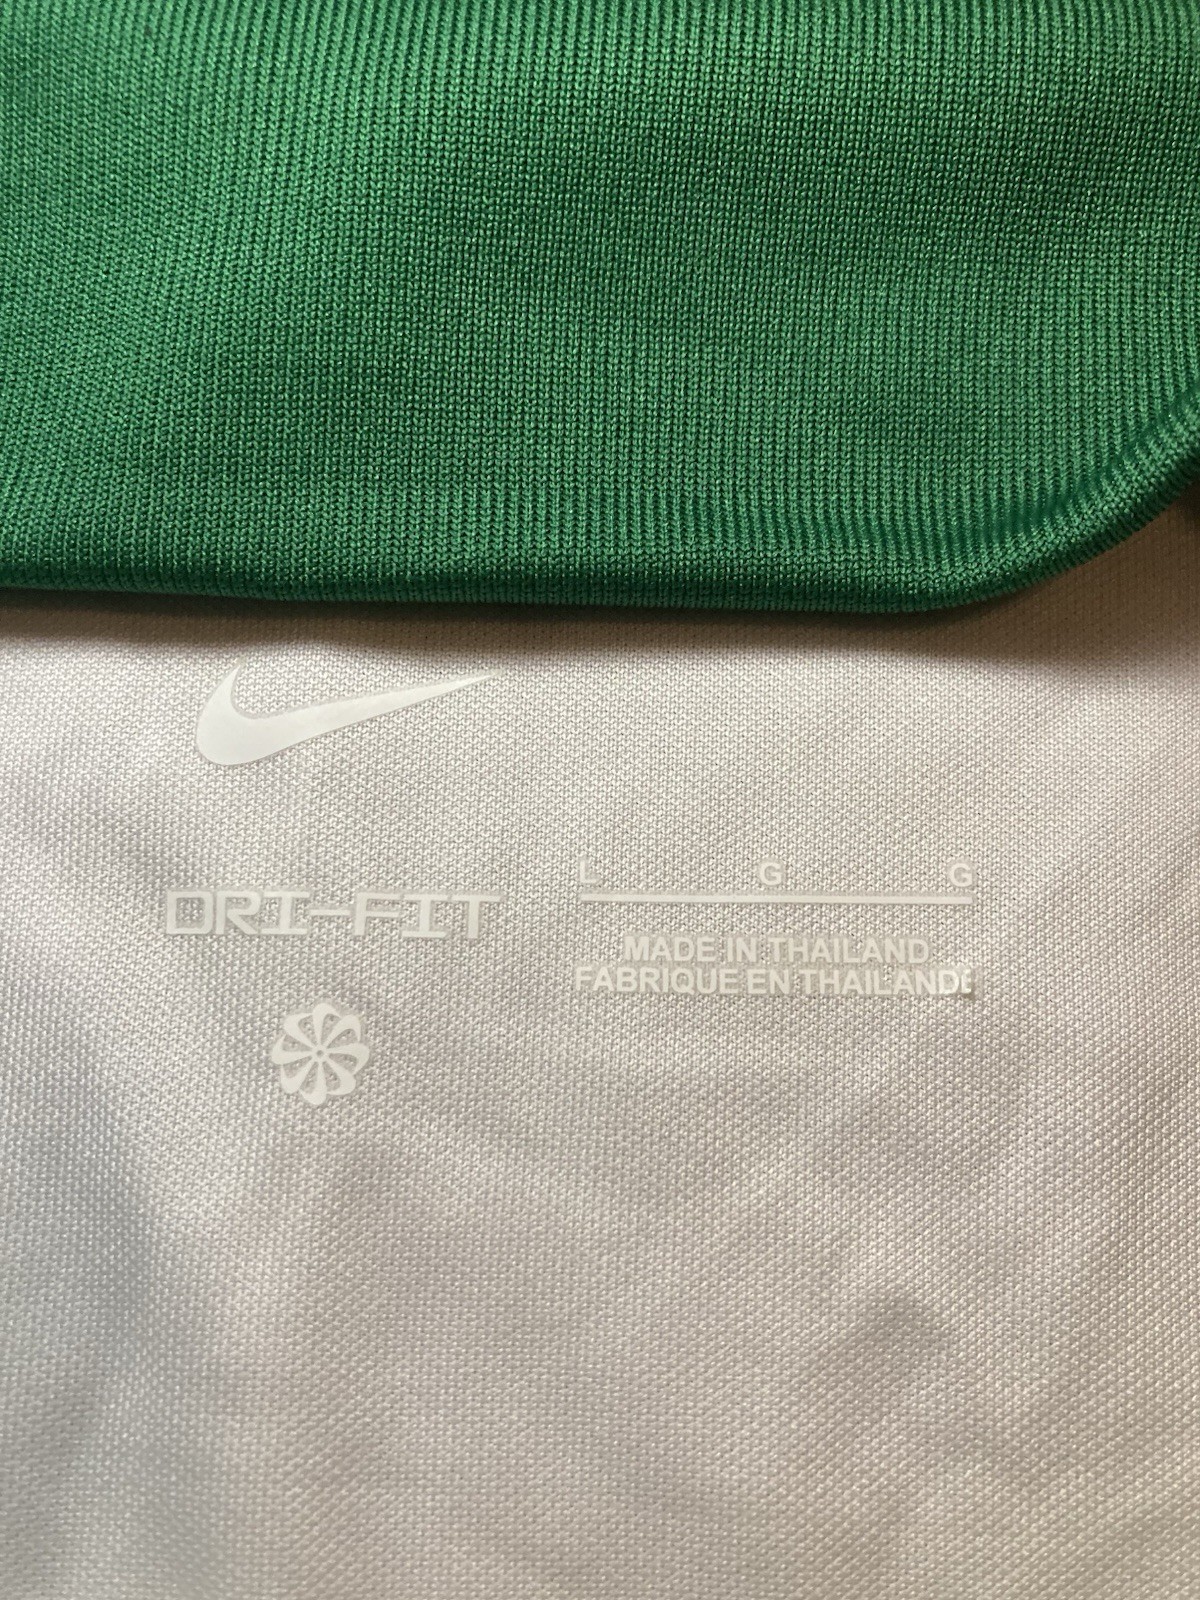 L G G
DRI-FIT
MADE IN THAILAND
FABRIQUE EN THAILANDE